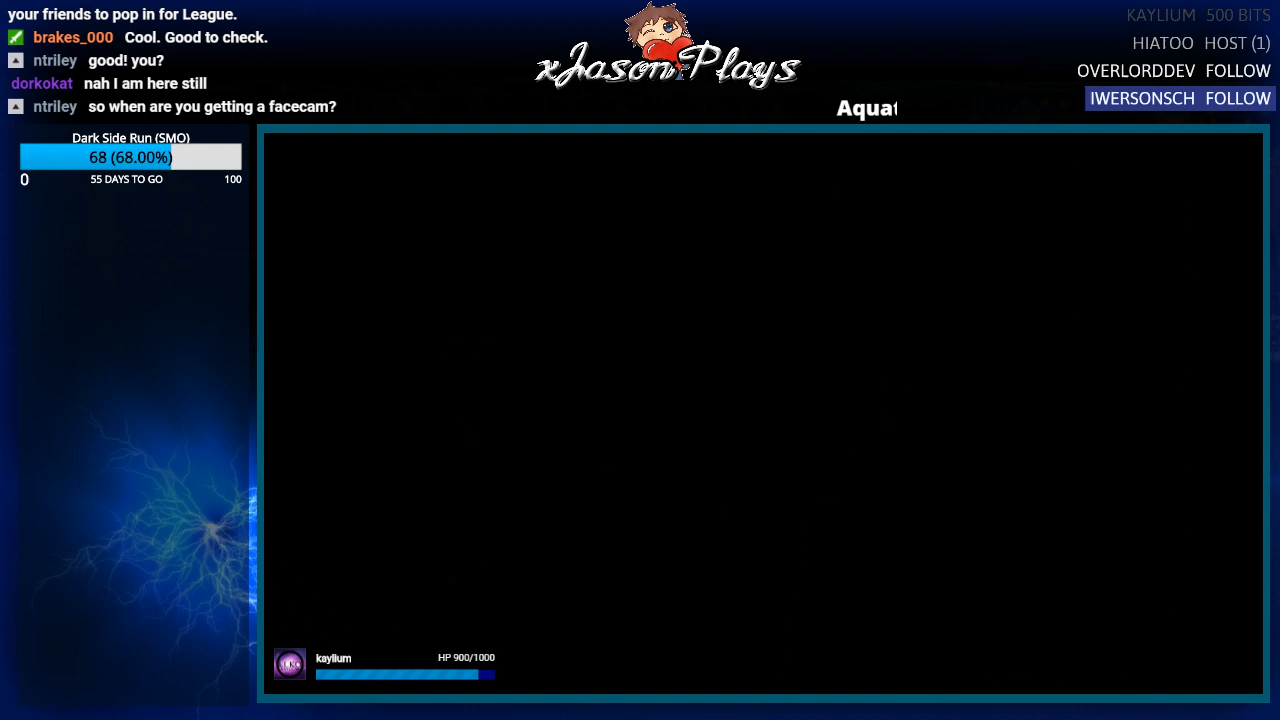 your friends to pop in for League.
brakes_000 Cool. Good to check.
ntriley good! you?
dorkokat nah I am here still
ntriley so when are you getting a facecam?
xJasonPlays
Aquat
KAYLIUM 500 BITS
HIATOO HOST (1)
OVERLORDDEV FOLLOW
IWERSONSCH FOLLOW
Dark Side Run (SMO)
68 (68.00%)
0 55 DAYS TO GO 100
kaylium HP 900/1000